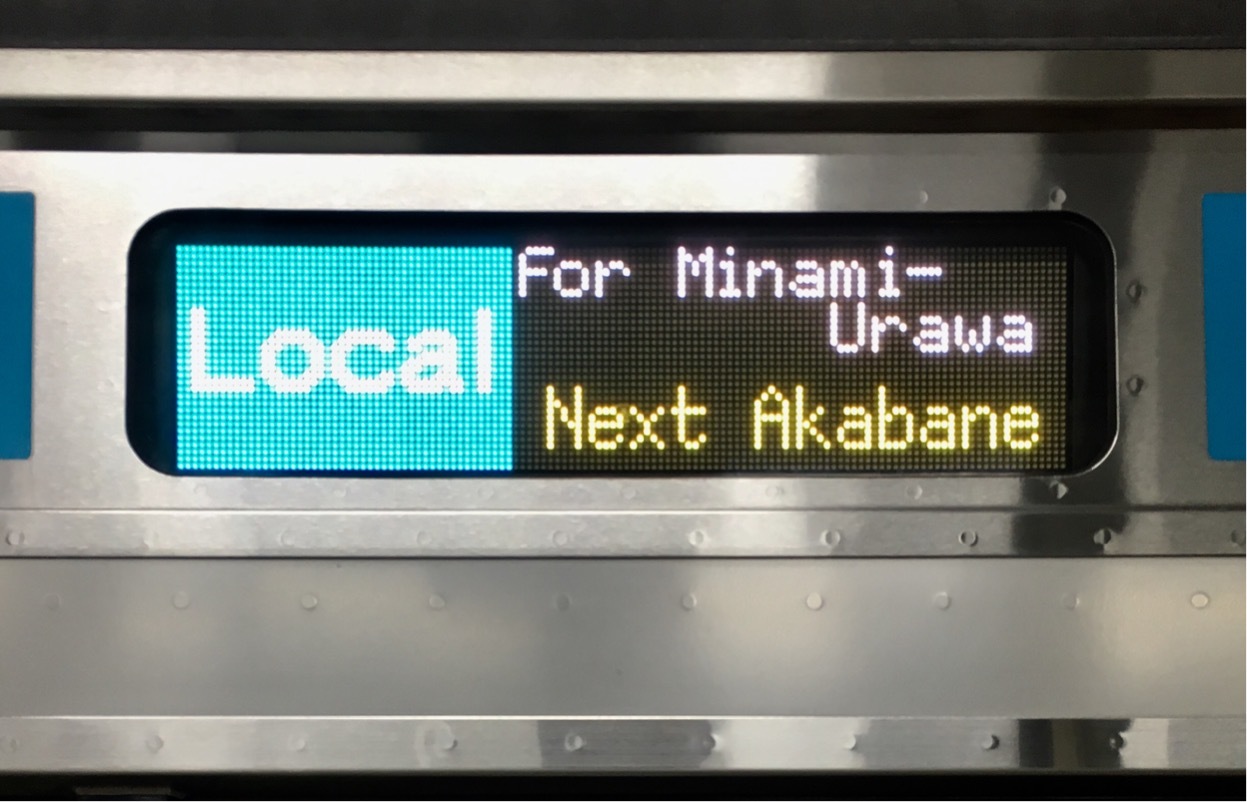 Local
For Minami-
Urawa
Next Akabane